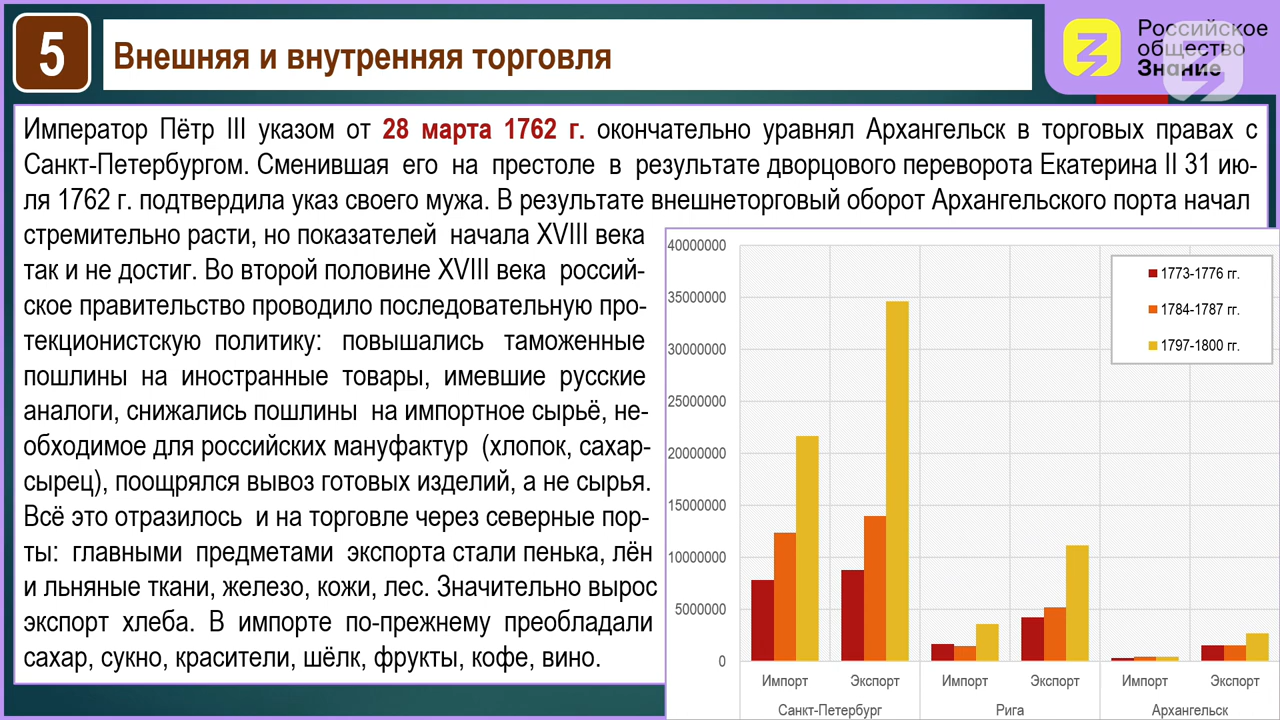 5
Внешняя и внутренняя торговля
Российское
общество
Знание
Император Пётр III указом от 28 марта 1762 г. окончательно уравнял Архангельск в торговых правах с
Санкт-Петербургом. Сменившая его на престоле в результате дворцового переворота Екатерина II 31 ию-
ля 1762 г. подтвердила указ своего мужа. В результате внешнеторговый оборот Архангельского порта начал
стремительно расти, но показателей начала XVIII века
так и не достиг. Во второй половине XVIII века россий-
ское правительство проводило последовательную про-
текционистскую политику: повышались таможенные
пошлины на иностранные товары, имевшие русские
аналоги, снижались пошлины на импортное сырьё, не-
обходимое для российских мануфактур (хлопок, сахар-
сырец), поощрялся вывоз готовых изделий, а не сырья.
Всё это отразилось и на торговле через северные пор-
ты: главными предметами экспорта стали пенька, лён
и льняные ткани, железо, кожи, лес. Значительно вырос
экспорт хлеба. В импорте по-прежнему преобладали
сахар, сукно, красители, шёлк, фрукты, кофе, вино.
40000000
35000000
30000000
25000000
20000000
15000000
10000000
5000000
0
1773-1776 гг.
1784-1787 гг.
1797-1800 гг.
Импорт Экспорт Импорт Экспорт Импорт Экспорт
Санкт-Петербург Рига Архангельск